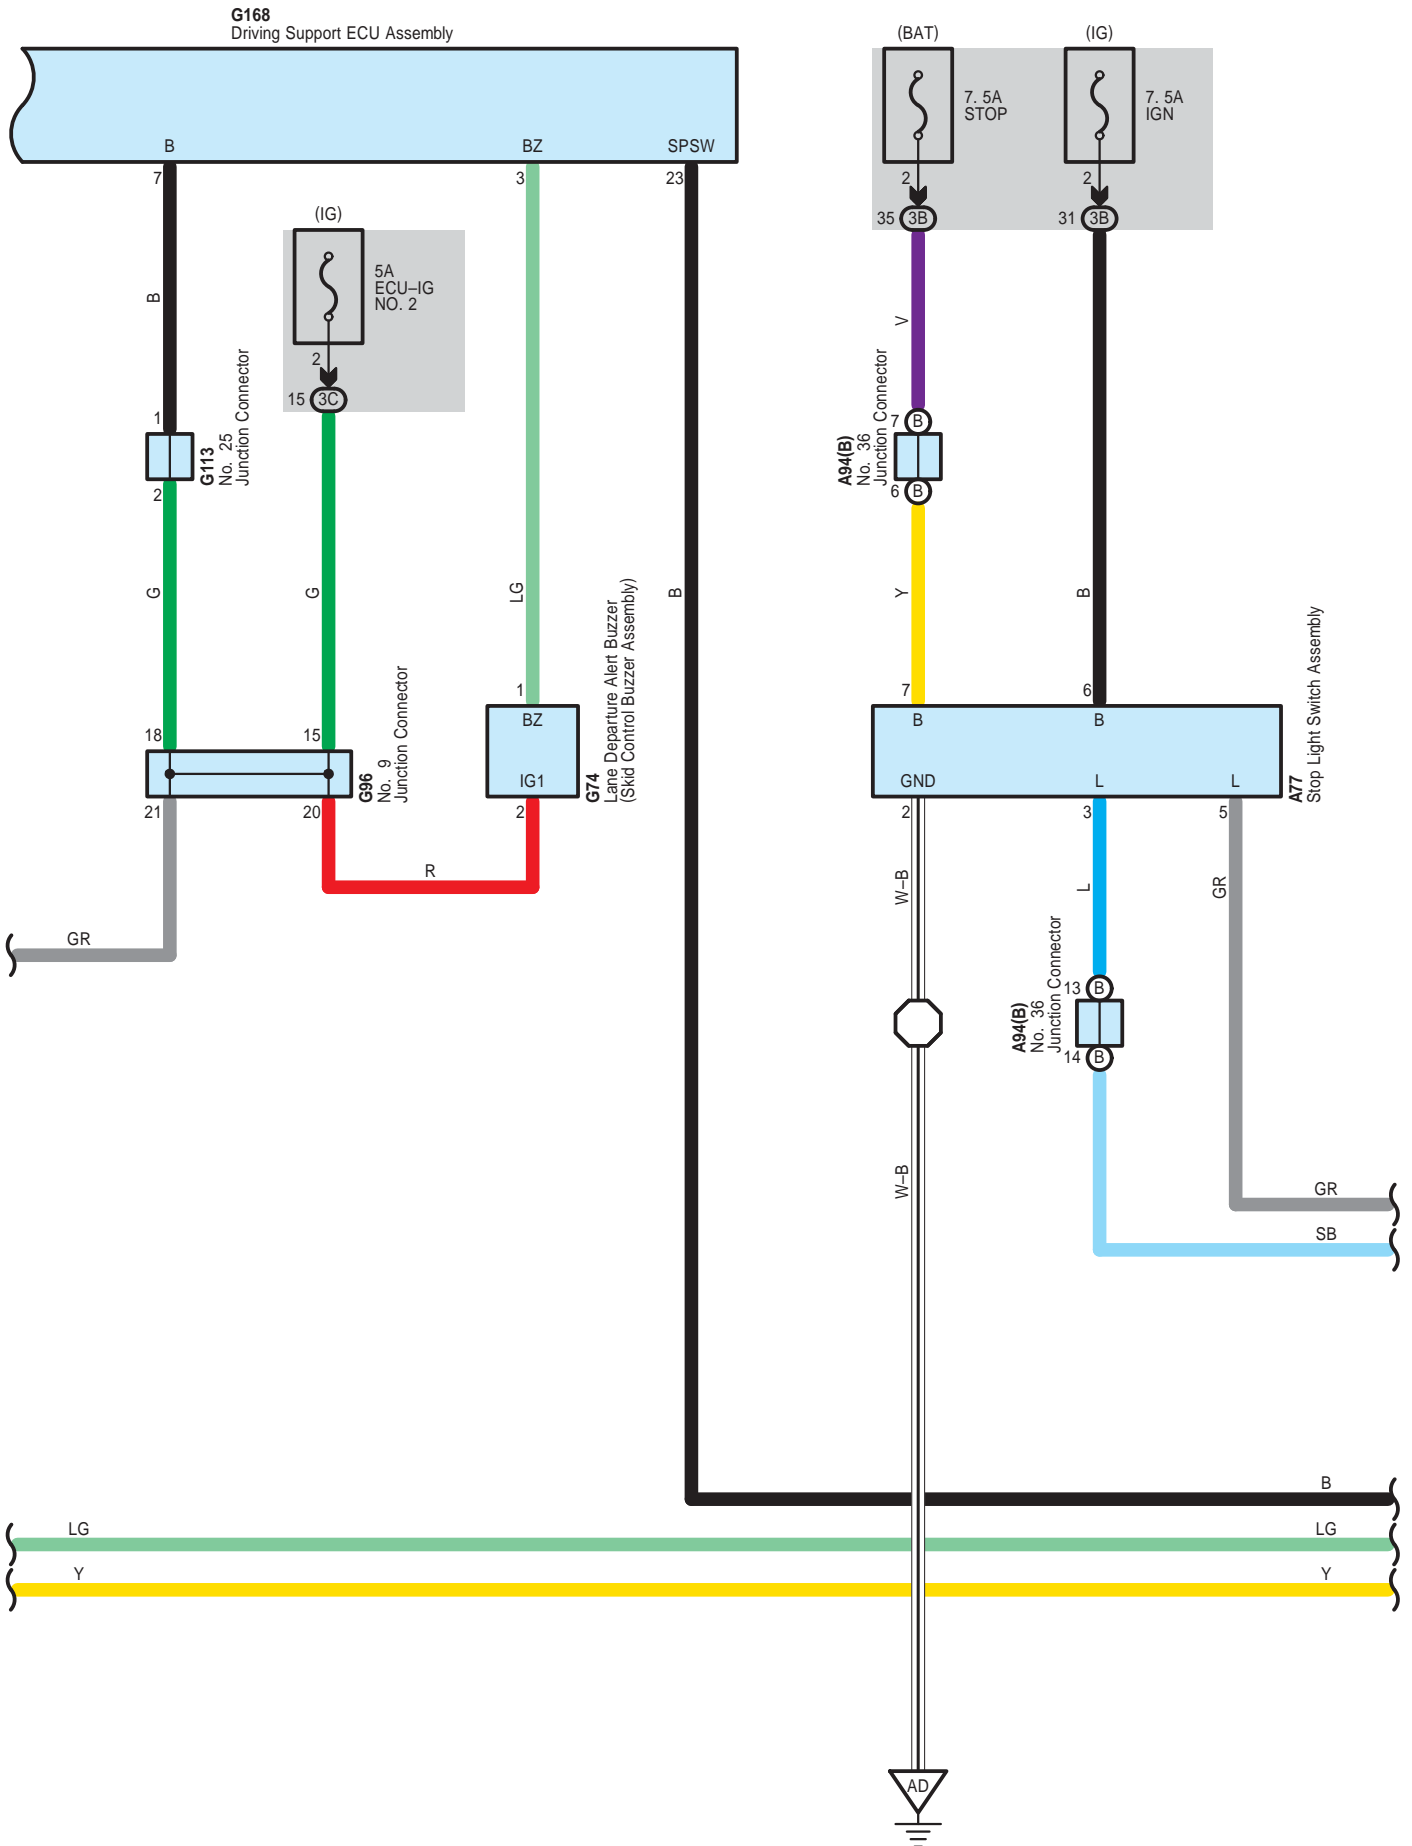 G168
Driving Support ECU Assembly
(BAT)
(IG)
7. 5A
STOP
7. 5A
IGN
B
BZ
SPSW
7
3
23
2
2
35
3B
31
3B
(IG)
5A
ECU–IG
NO. 2
2
15
3C
B
V
1
G113
No. 25
Junction Connector
2
7
B
A94(B)
No. 36
Junction Connector
6
B
G
G
LG
B
Y
B
1
7
6
18
15
BZ
IG1
G74
Lane Departure Alert Buzzer
(Skid Control Buzzer Assembly)
B
B
GND
L
L
A77
Stop Light Switch Assembly
G96
No. 9
Junction Connector
21
20
2
2
3
5
R
W–B
L
GR
GR
13
B
A94(B)
No. 36
Junction Connector
14
B
W–B
GR
SB
B
LG
LG
Y
Y
AD